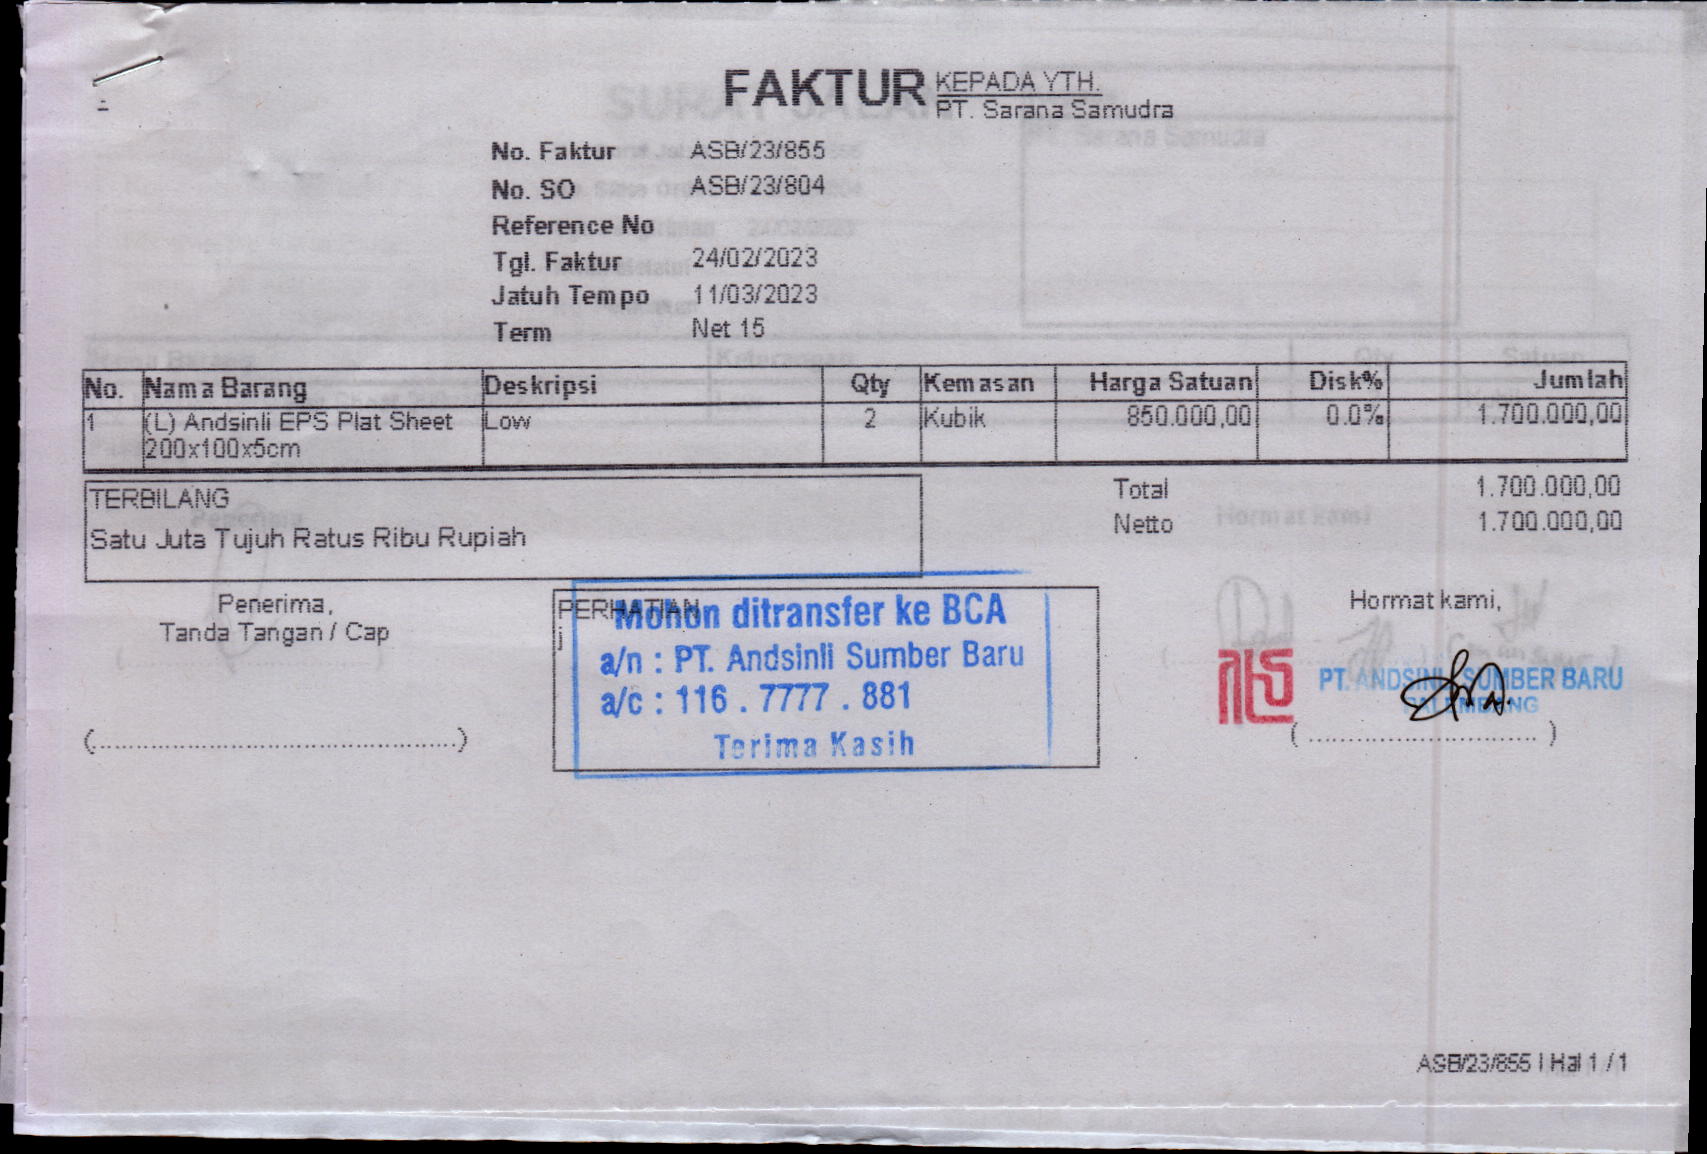 FAKTUR
KEPADA YTH.
PT. Sarana Samudra
No. Faktur ASB/23/855
No. SO ASB/23/804
Reference No
Tgl. Faktur 24/02/2023
Jatuh Tempo 11/03/2023
Term Net 15
No. Nama Barang Deskripsi Qty Kemasan Harga Satuan Disk% Jumlah
1 (L) Andsinli EPS Plat Sheet Low 2 Kubik 850.000,00 0.0% 1.700.000,00
200x100x5cm
TERBILANG
Satu Juta Tujuh Ratus Ribu Rupiah
Total 1.700.000,00
Netto 1.700.000,00
Penerima,
Tanda Tangan / Cap
(............................................)
PERHATIAN
j
Mohon ditransfer ke BCA
a/n : PT. Andsinli Sumber Baru
a/c : 116 . 7777 . 881
Terima Kasih
Hormat kami,
PT. ANDSINLI SUMBER BARU
PALEMBANG
( ............................ )
ASB/23/855 | Hal 1 / 1